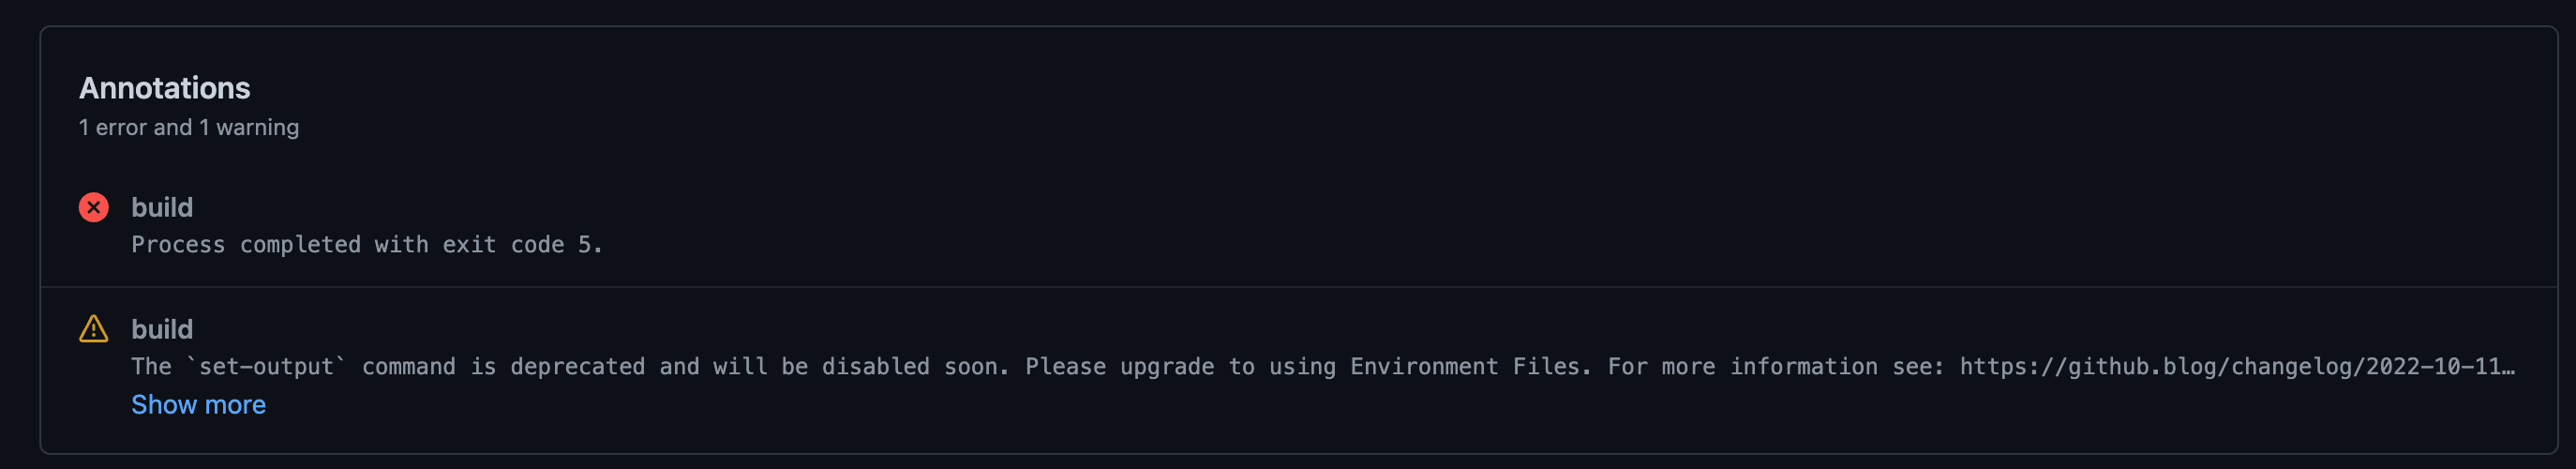 Annotations
1 error and 1 warning
build
Process completed with exit code 5.
build
The `set-output` command is deprecated and will be disabled soon. Please upgrade to using Environment Files. For more information see: https://github.blog/changelog/2022-10-11…
Show more